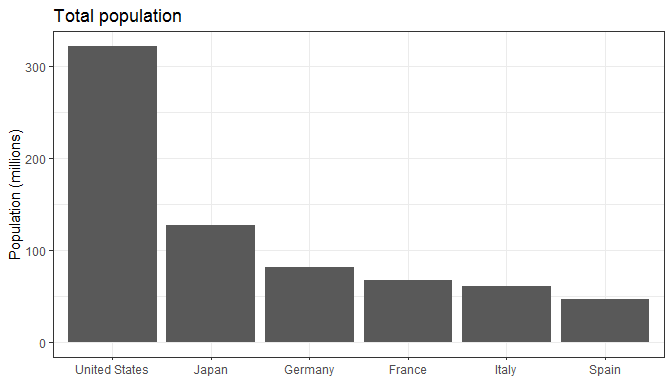 Total population
Population (millions)
300
200
100
0
United States Japan Germany France Italy Spain